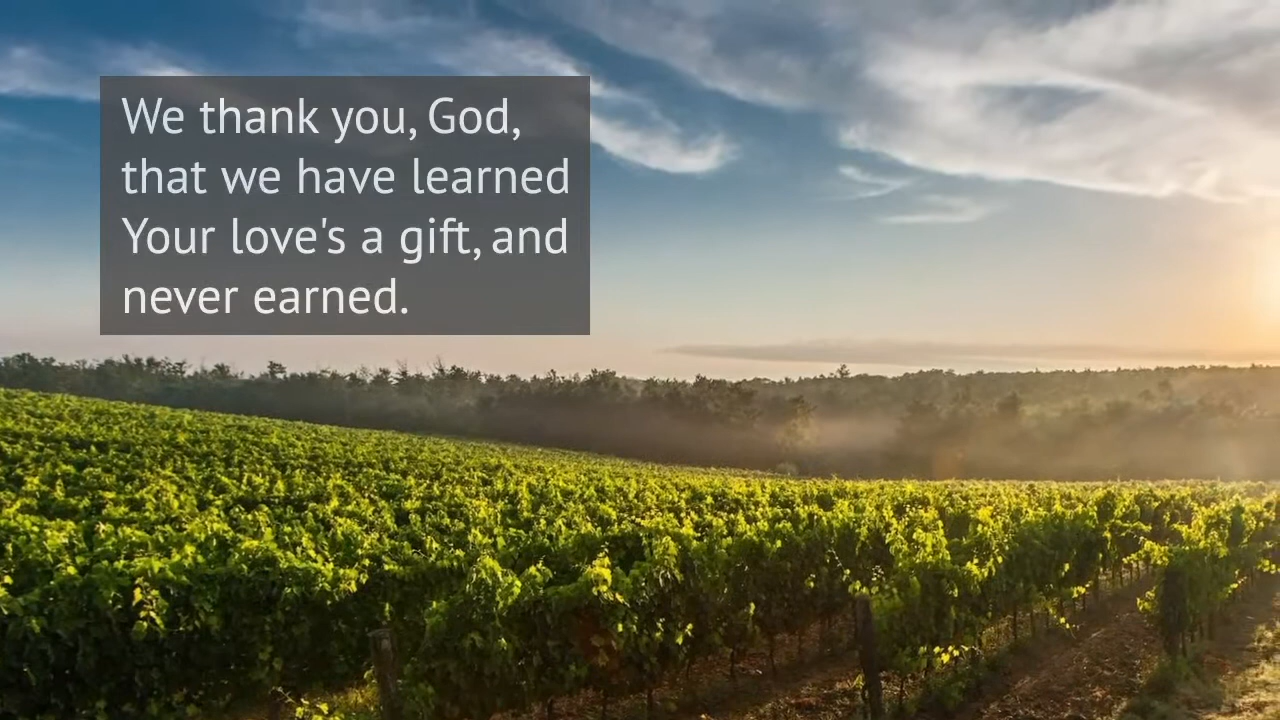 We thank you, God,
that we have learned
Your love's a gift, and
never earned.